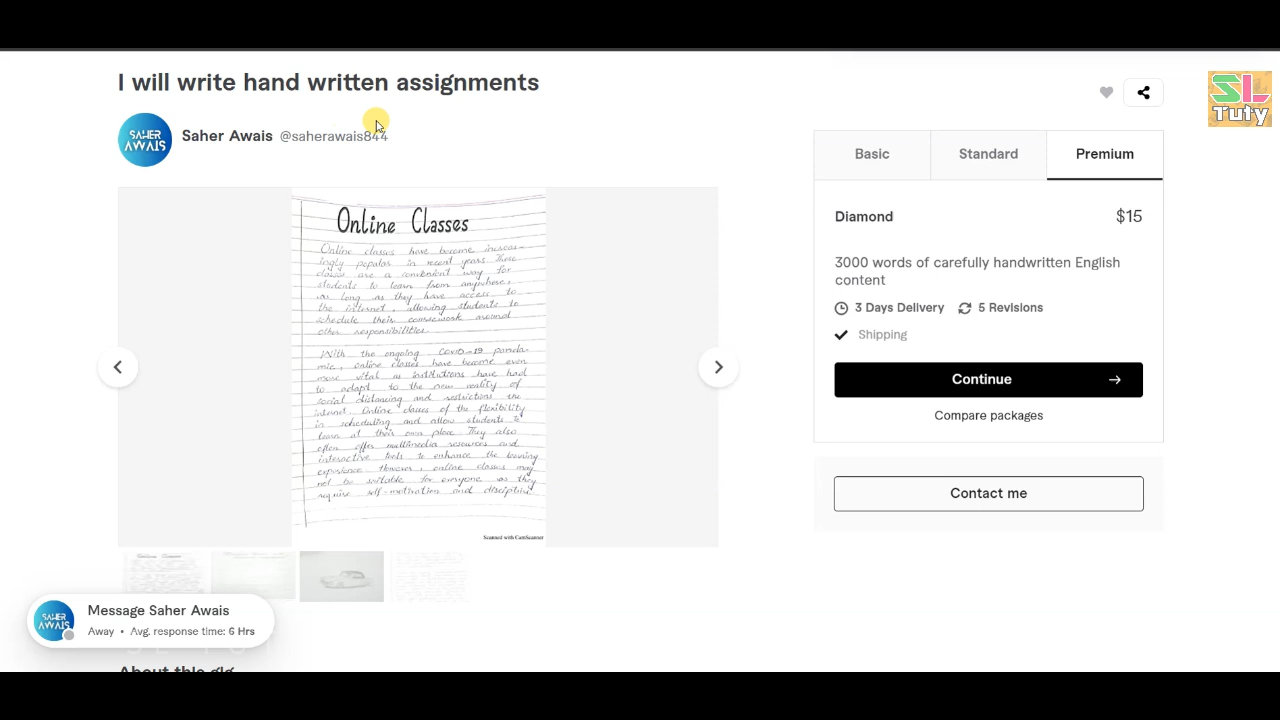 I will write hand written assignments
SL
Tuty
SAHER
AWAIS
Saher Awais @saherawais844
Basic Standard Premium
Online Classes
Online classes have become increas-
ingly popular in recent years These
classes are a convenient way for
students to learn from anywhere,
as long as they have access to
the internet, allowing students to
schedule their coursework around
other responsibilities.
With the ongoing COVID-19 pande-
mic, online classes have become even
more vital as institutions have had
to adapt to the new reality of
social distancing and restrictions the
internet. Online classes of the flexibility
in scheduling and allow students to
learn at their own place They also
often offer multimedia resources and
interactive tools to enhance the learning
experience. However, online classes may
not be suitable for everyone as they
require self-motivation and discipline.
Scanned with CamScanner
Diamond $15
3000 words of carefully handwritten English
content
3 Days Delivery 5 Revisions
Shipping
Continue
Compare packages
Contact me
SAHER
AWAIS
Message Saher Awais
Away • Avg. response time: 6 Hrs
About this gig